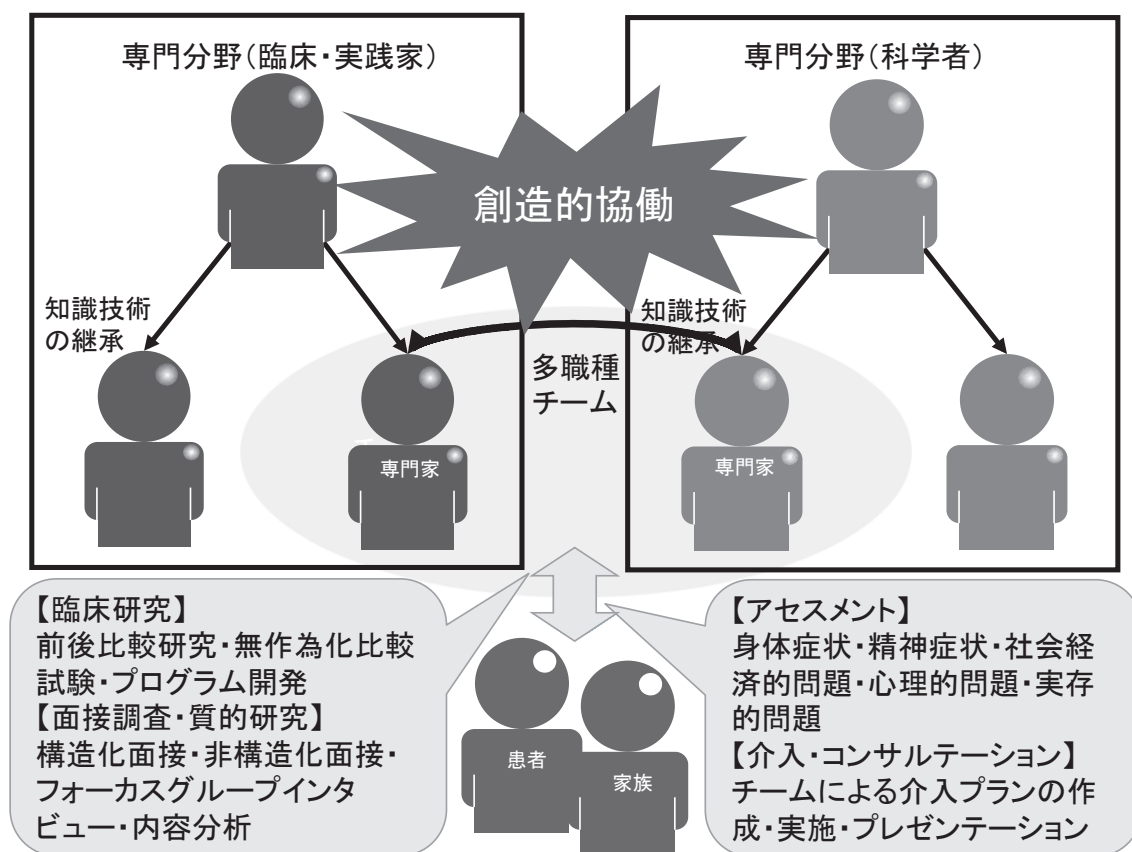 専門分野(臨床・実践家)
専門分野(科学者)
創造的協働
知識技術
の継承
知識技術
の継承
多職種
チーム
専門家
専門家
【臨床研究】
前後比較研究・無作為化比較
試験・プログラム開発
【面接調査・質的研究】
構造化面接・非構造化面接・
フォーカスグループインタ
ビュー・内容分析
患者
家族
【アセスメント】
身体症状・精神症状・社会経
済的問題・心理的問題・実存
的問題
【介入・コンサルテーション】
チームによる介入プランの作
成・実施・プレゼンテーション